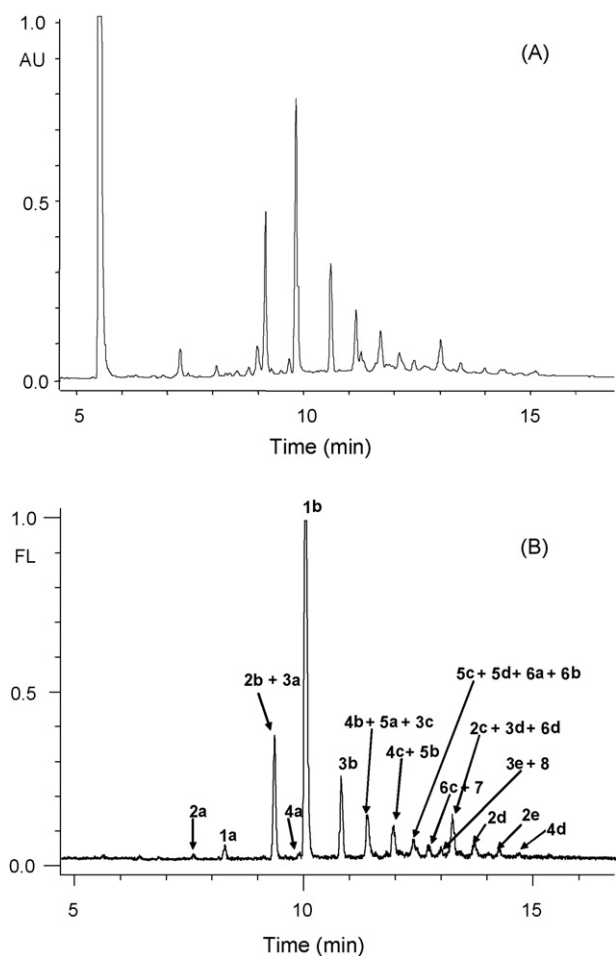 1.0
AU
(A)
0.5
0.0
5
10
15
Time (min)
1b
1.0
FL
(B)
5c + 5d + 6a + 6b
2b + 3a
4b + 5a + 3c
2c + 3d + 6d
0.5
4c + 5b
3e + 8
3b
6c + 7
2a
4a
2d
2e
1a
4d
0.0
5
10
15
Time (min)